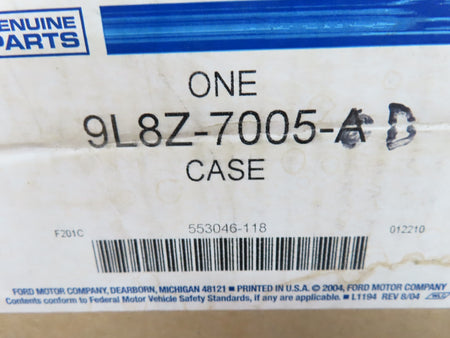 GENUINE
PARTS
ONE
9L8Z-7005-A D
CASE
F201C 553046-118 012210
FORD MOTOR COMPANY, DEARBORN, MICHIGAN 48121 ■ PRINTED IN U.S.A. © 2004, FORD MOTOR COMPANY
Contents conform to Federal Motor Vehicle Safety Standards, if any are applicable. ■ L1194 REV 8/04